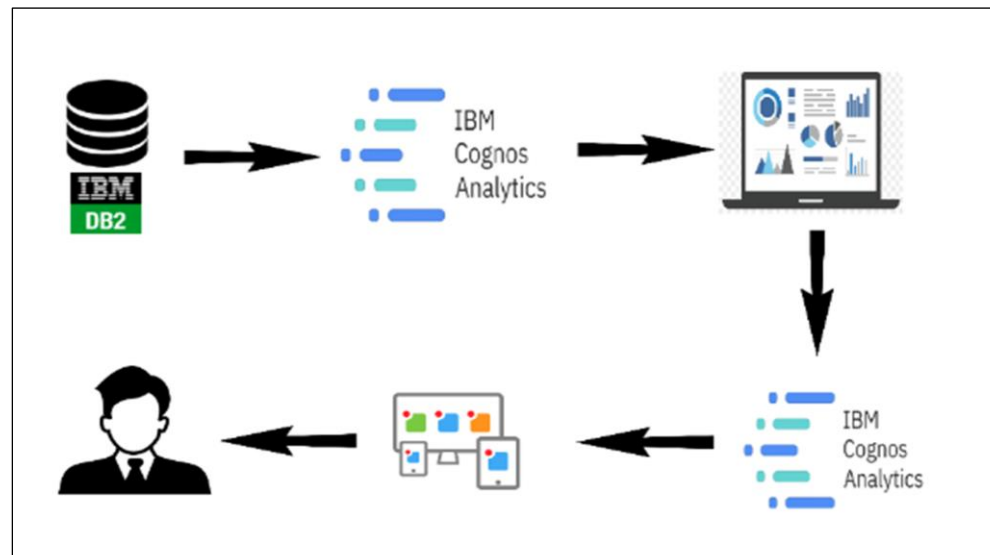 IBM
DB2
IBM
Cognos
Analytics
IBM
Cognos
Analytics